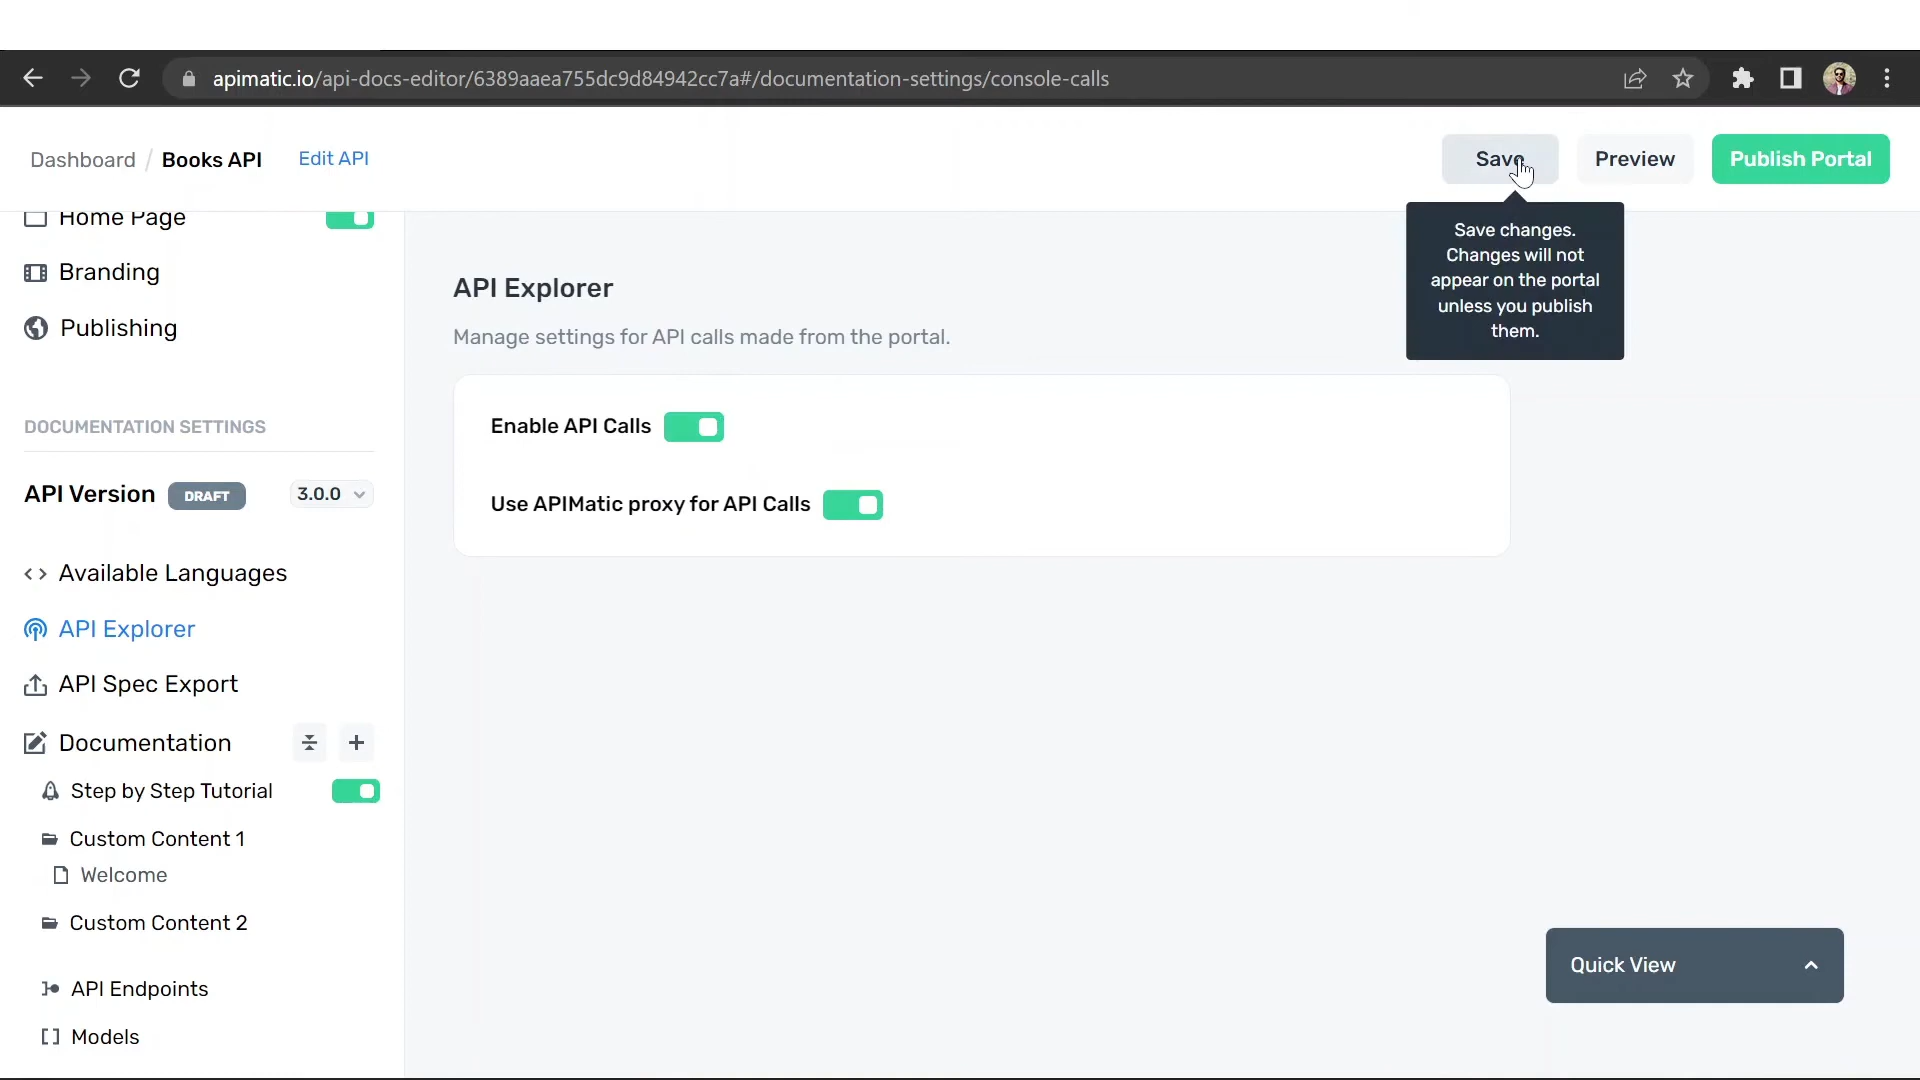 apimatic.io/api-docs-editor/6389aaea755dc9d84942cc7a#/documentation-settings/console-calls
Dashboard / Books API Edit API
Save Preview Publish Portal
Save changes.
Changes will not
appear on the portal
unless you publish
them.
Home Page
Branding
Publishing
DOCUMENTATION SETTINGS
API Version DRAFT 3.0.0
Available Languages
API Explorer
API Spec Export
Documentation
Step by Step Tutorial
Custom Content 1
Welcome
Custom Content 2
API Endpoints
Models
API Explorer
Manage settings for API calls made from the portal.
Enable API Calls
Use APIMatic proxy for API Calls
Quick View